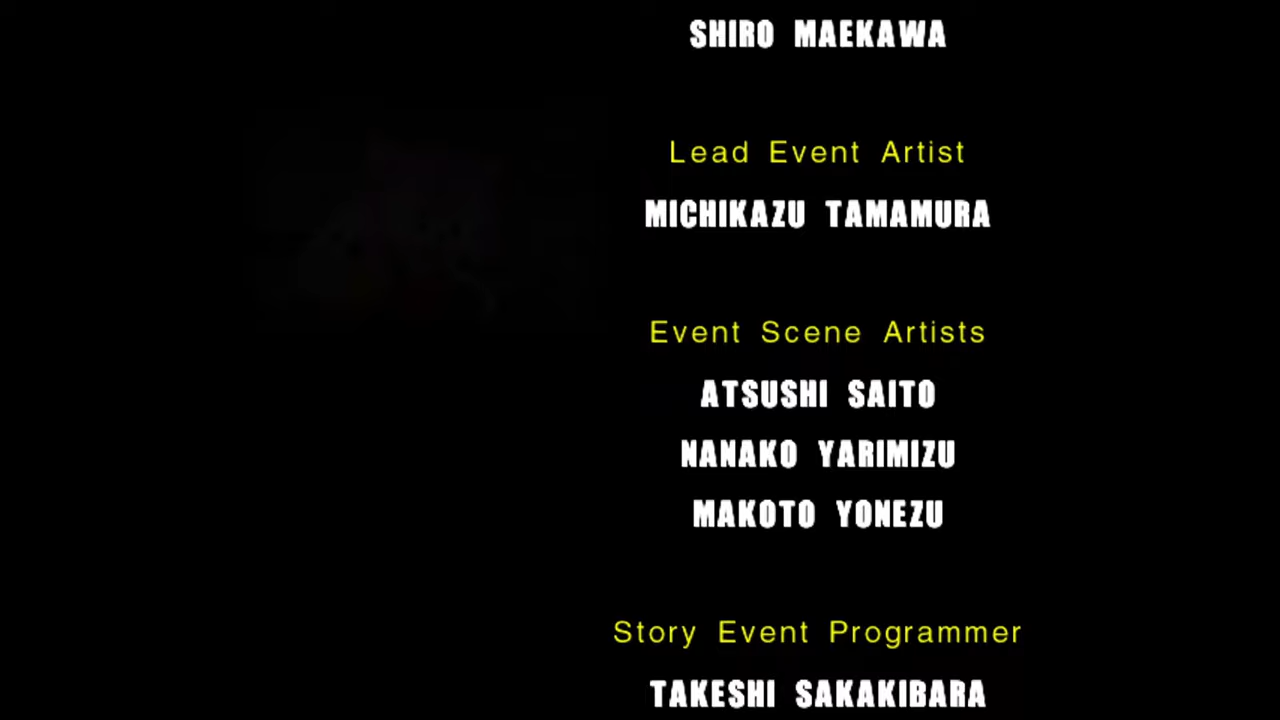 SHIRO MAEKAWA
Lead Event Artist
MICHIKAZU TAMAMURA
Event Scene Artists
ATSUSHI SAITO
NANAKO YARIMIZU
MAKOTO YONEZU
Story Event Programmer
TAKESHI SAKAKIBARA